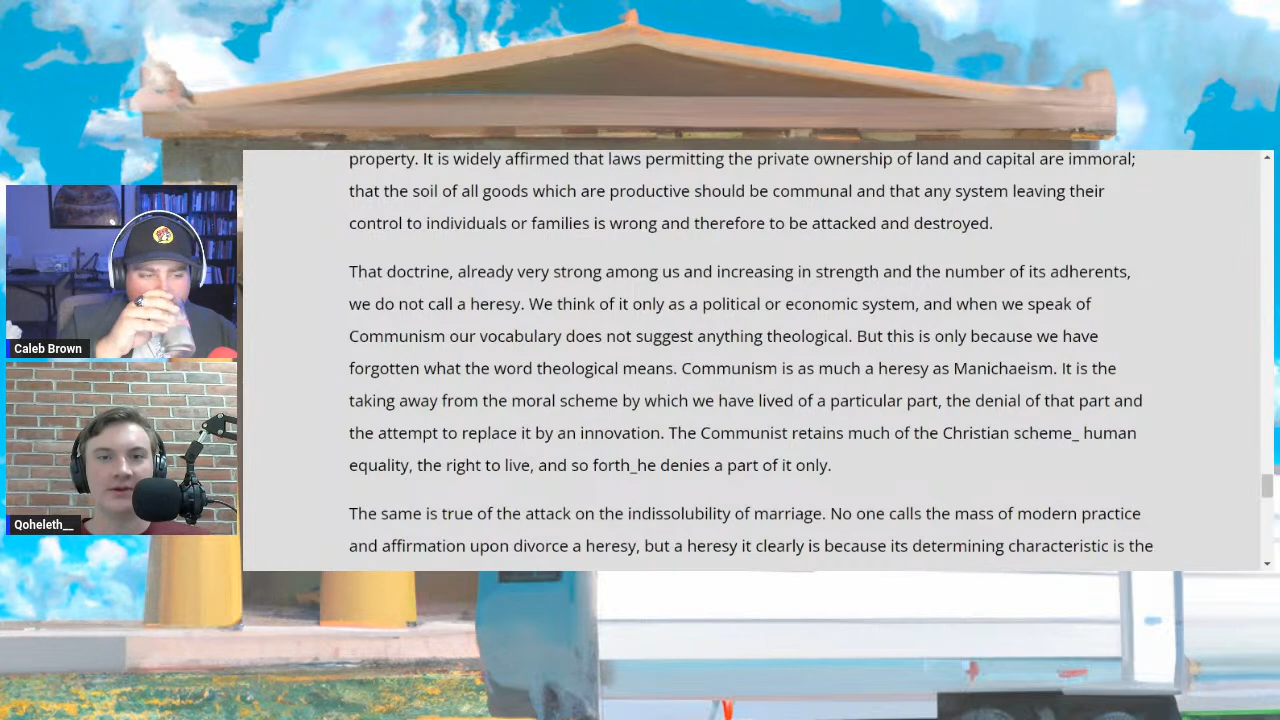 property. It is widely affirmed that laws permitting the private ownership of land and capital are immoral;
that the soil of all goods which are productive should be communal and that any system leaving their
control to individuals or families is wrong and therefore to be attacked and destroyed.
That doctrine, already very strong among us and increasing in strength and the number of its adherents,
we do not call a heresy. We think of it only as a political or economic system, and when we speak of
Communism our vocabulary does not suggest anything theological. But this is only because we have
forgotten what the word theological means. Communism is as much a heresy as Manichaeism. It is the
taking away from the moral scheme by which we have lived of a particular part, the denial of that part and
the attempt to replace it by an innovation. The Communist retains much of the Christian scheme_ human
equality, the right to live, and so forth_he denies a part of it only.
The same is true of the attack on the indissolubility of marriage. No one calls the mass of modern practice
and affirmation upon divorce a heresy, but a heresy it clearly is because its determining characteristic is the
Caleb Brown
Qoheleth__